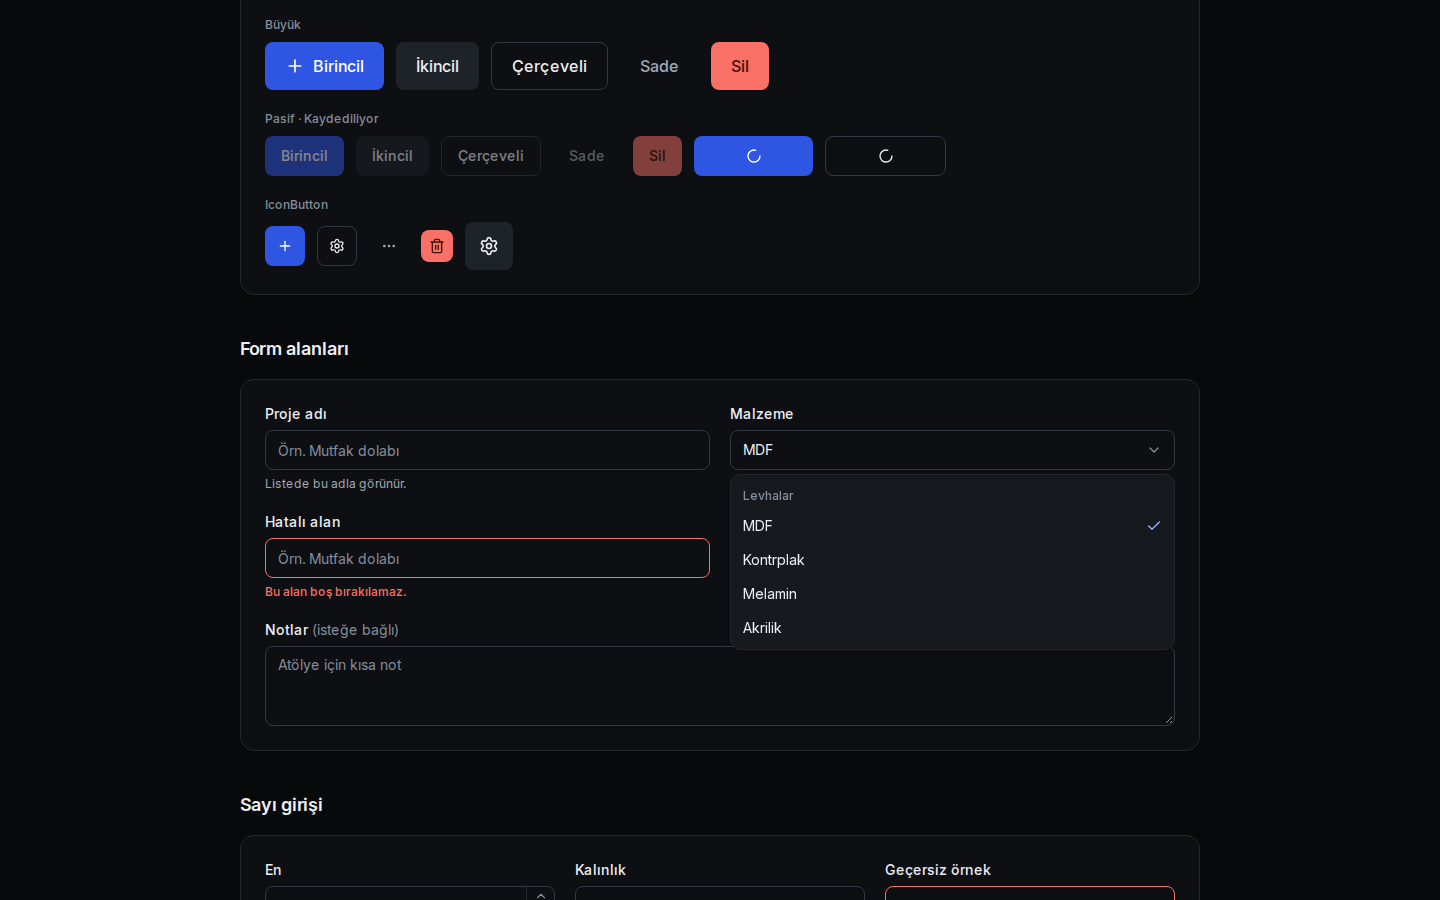 Büyük
Birincil İkincil Çerçeveli Sade Sil
Pasif · Kaydediliyor
Birincil İkincil Çerçeveli Sade Sil
IconButton
Form alanları
Proje adı
Örn. Mutfak dolabı
Listede bu adla görünür.
Malzeme
MDF
Levhalar
MDF
Kontrplak
Melamin
Akrilik
Hatalı alan
Örn. Mutfak dolabı
Bu alan boş bırakılamaz.
Notlar (isteğe bağlı)
Atölye için kısa not
Sayı girişi
En
Kalınlık
Geçersiz örnek